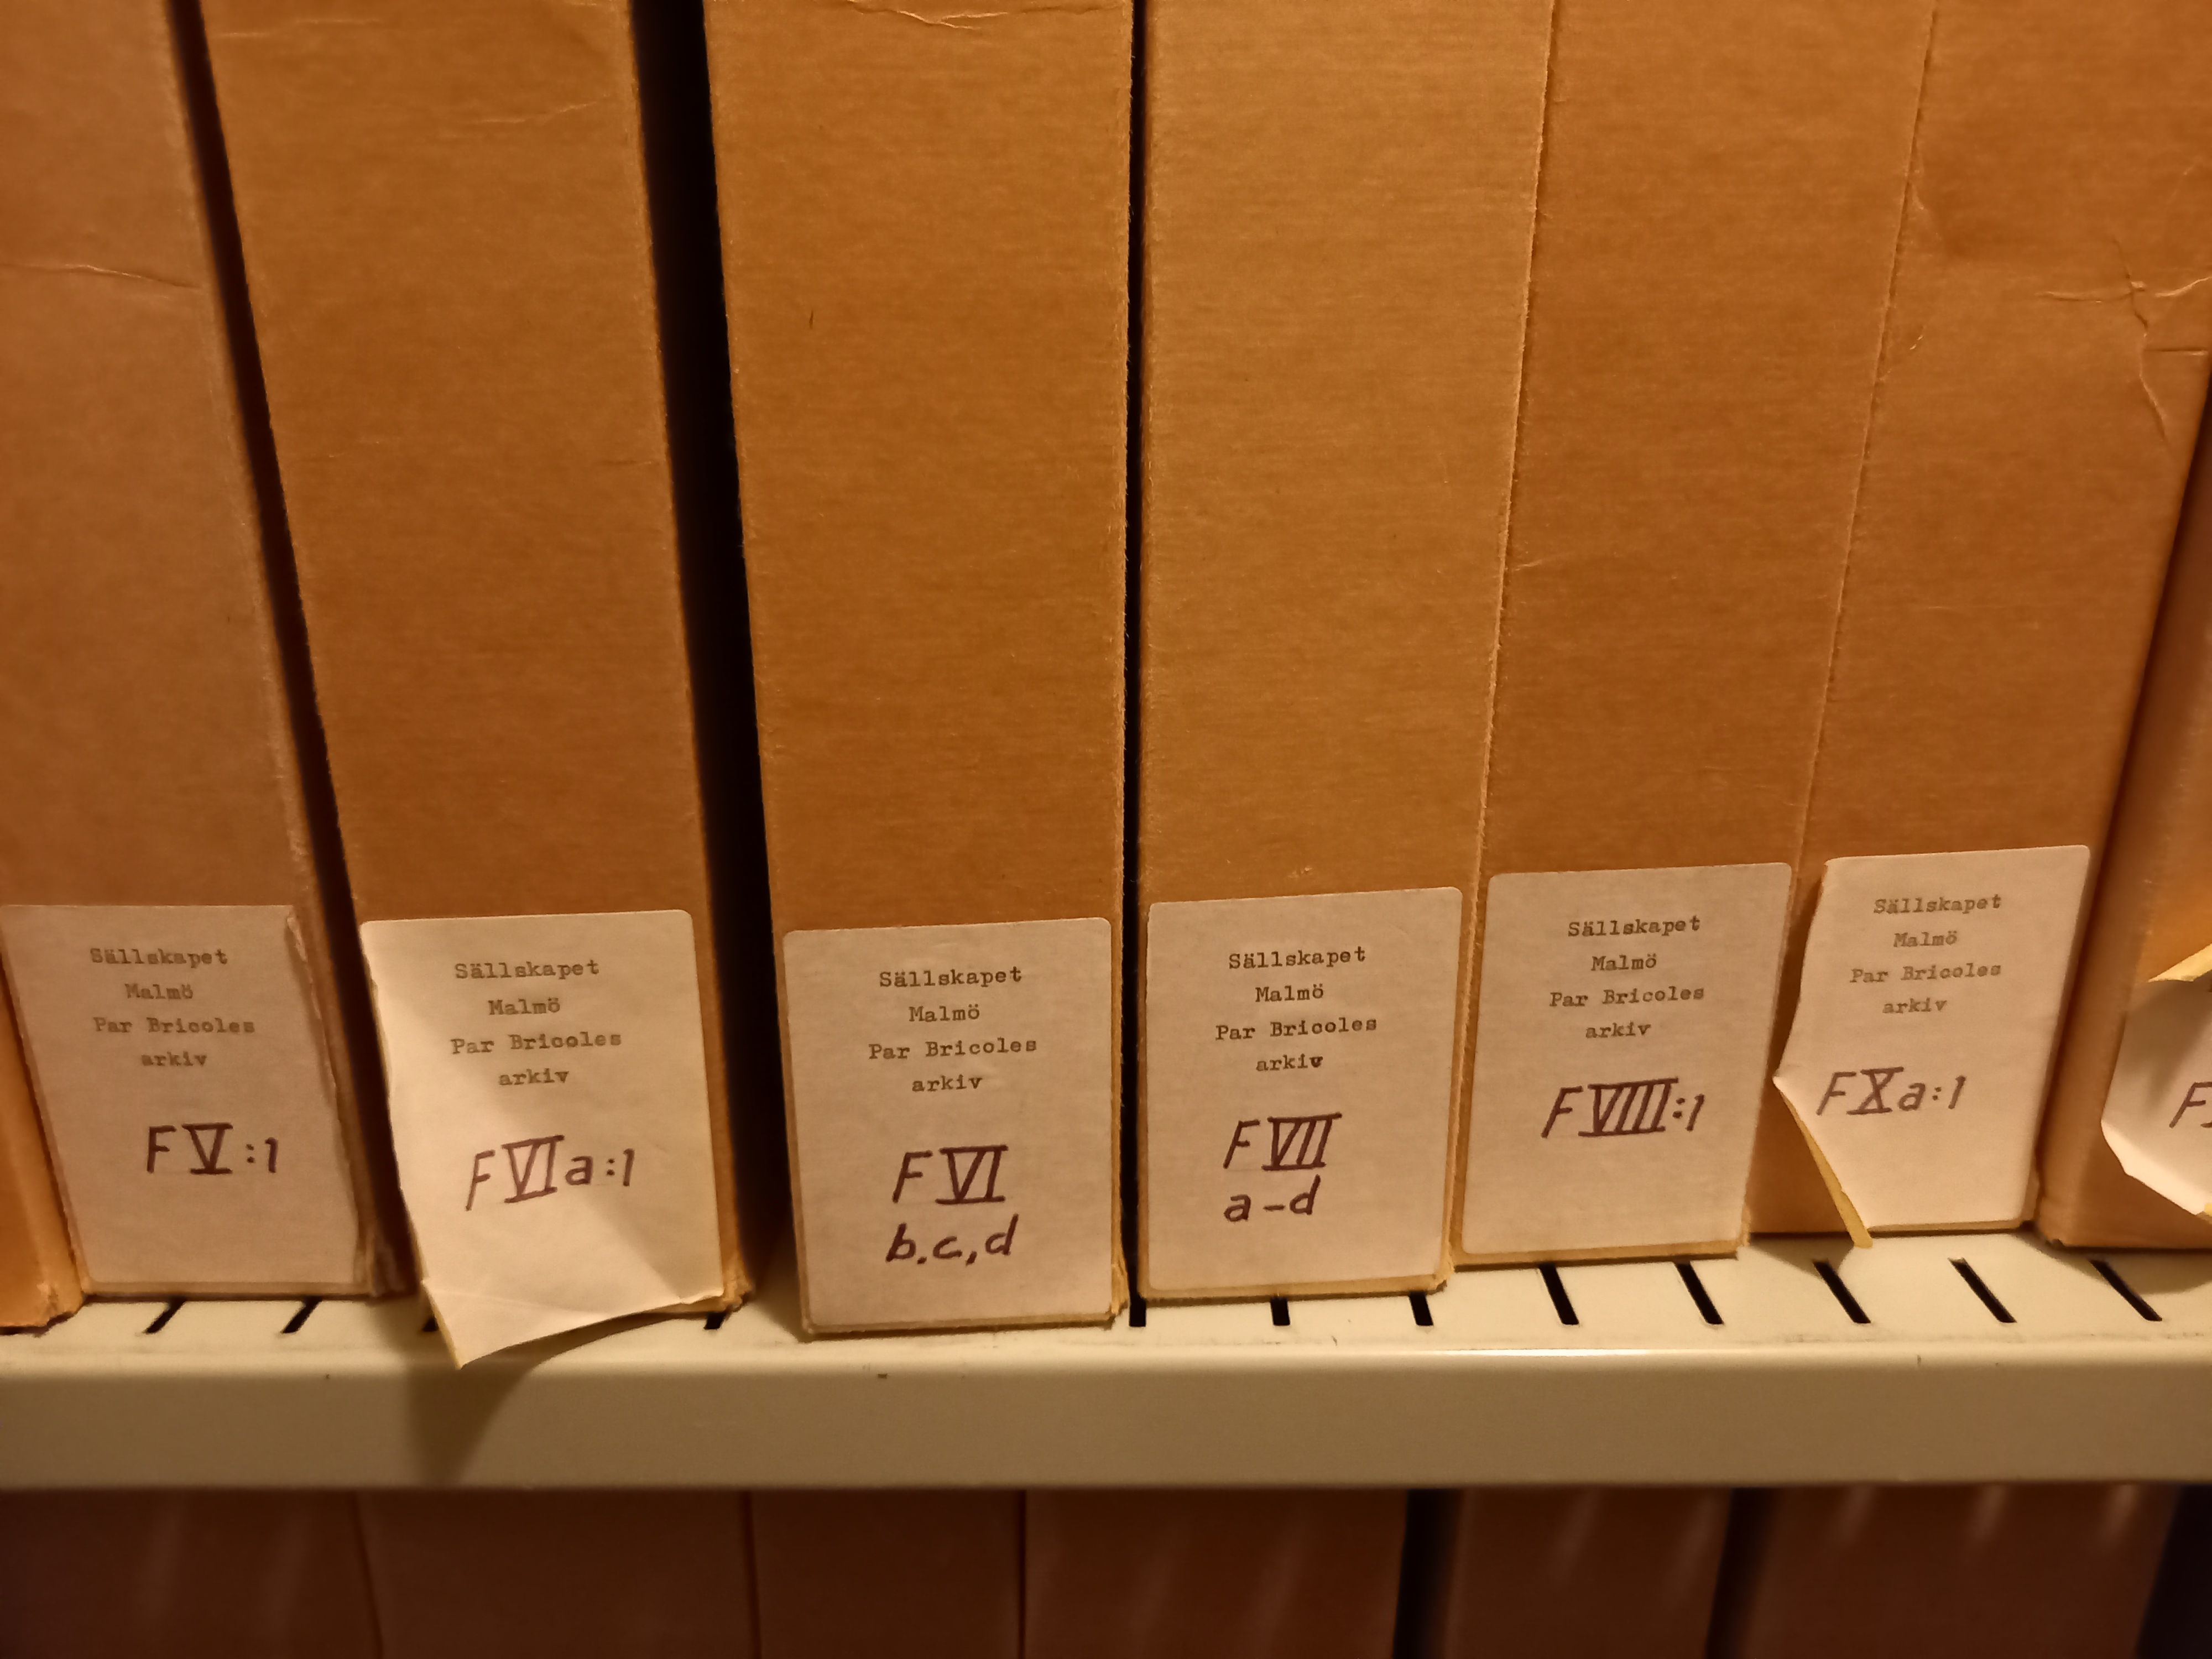 Sällskapet
Malmö
Par Bricoles
arkiv
F V:1
Sällskapet
Malmö
Par Bricoles
arkiv
F VI a:1
Sällskapet
Malmö
Par Bricoles
arkiv
F VI
b.c,d
Sällskapet
Malmö
Par Bricoles
arkiv
F VII
a-d
Sällskapet
Malmö
Par Bricoles
arkiv
F VIII:1
Sällskapet
Malmö
Par Bricoles
arkiv
F X a:1
F